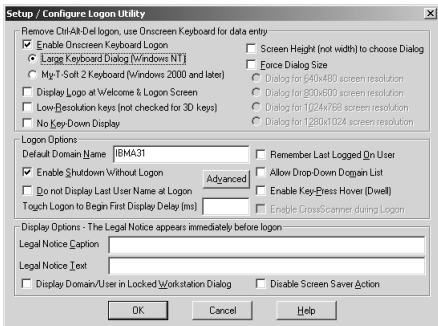 Setup / Configure Logon Utility
Remove Ctrl-Alt-Del logon, use Onscreen Keyboard for data entry
Enable Onscreen Keyboard Logon
Large Keyboard Dialog (Windows NT)
My-T-Soft 2 Keyboard (Windows 2000 and later)
Display Logo at Welcome & Logon Screen
Low-Resolution keys (not checked for 3D keys)
No Key-Down Display
Screen Height (not width) to choose Dialog
Force Dialog Size
Dialog for 640x480 screen resolution
Dialog for 800x600 screen resolution
Dialog for 1024x768 screen resolution
Dialog for 1280x1024 screen resolution
Logon Options
Default Domain Name IBMA31
Enable Shutdown Without Logon
Advanced
Do not Display Last User Name at Logon
Touch Logon to Begin First Display Delay (ms)
Remember Last Logged On User
Allow Drop-Down Domain List
Enable Key-Press Hover (Dwell)
Enable CrossScanner during Logon
Display Options - The Legal Notice appears immediately before logon
Legal Notice Caption
Legal Notice Text
Display Domain/User in Locked Workstation Dialog
Disable Screen Saver Action
OK
Cancel
Help